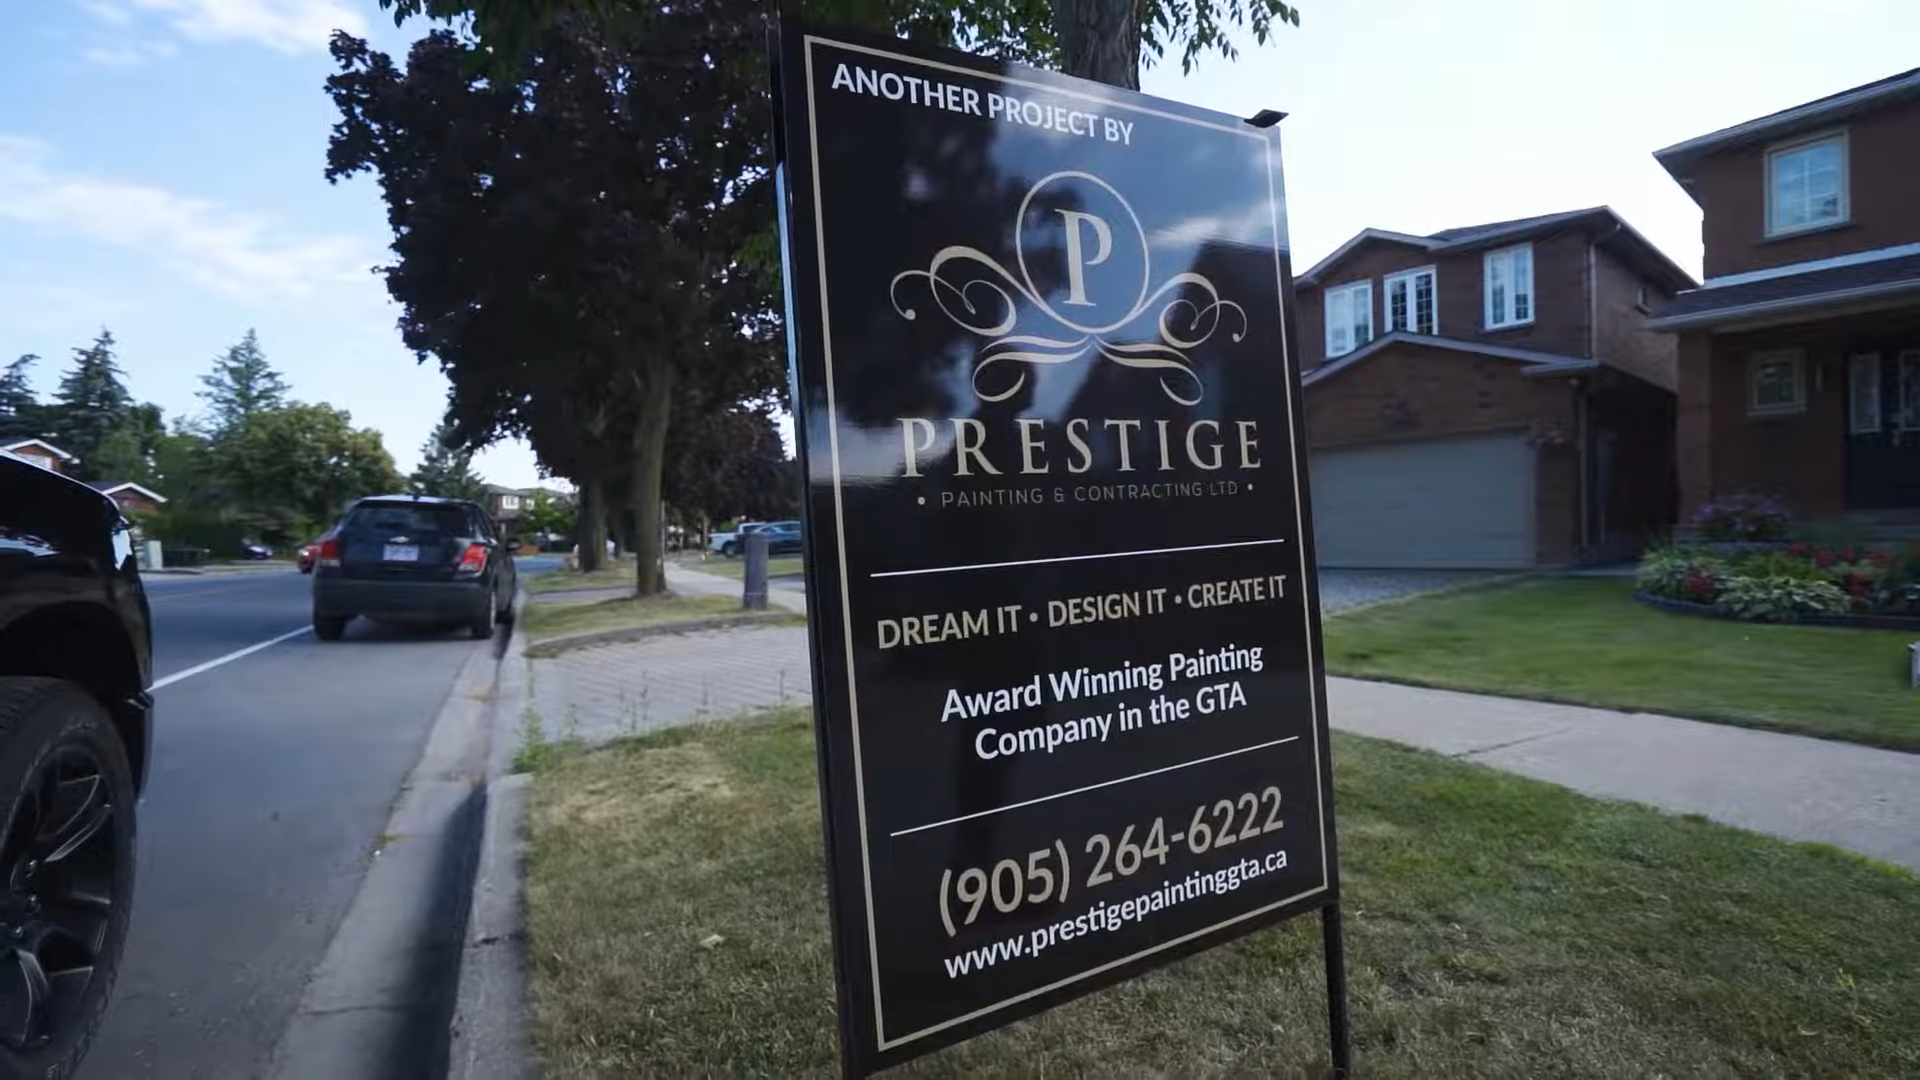 ANOTHER PROJECT BY
P
PRESTIGE
• PAINTING & CONTRACTING LTD •
DREAM IT • DESIGN IT • CREATE IT
Award Winning Painting
Company in the GTA
(905) 264-6222
www.prestigepaintinggta.ca